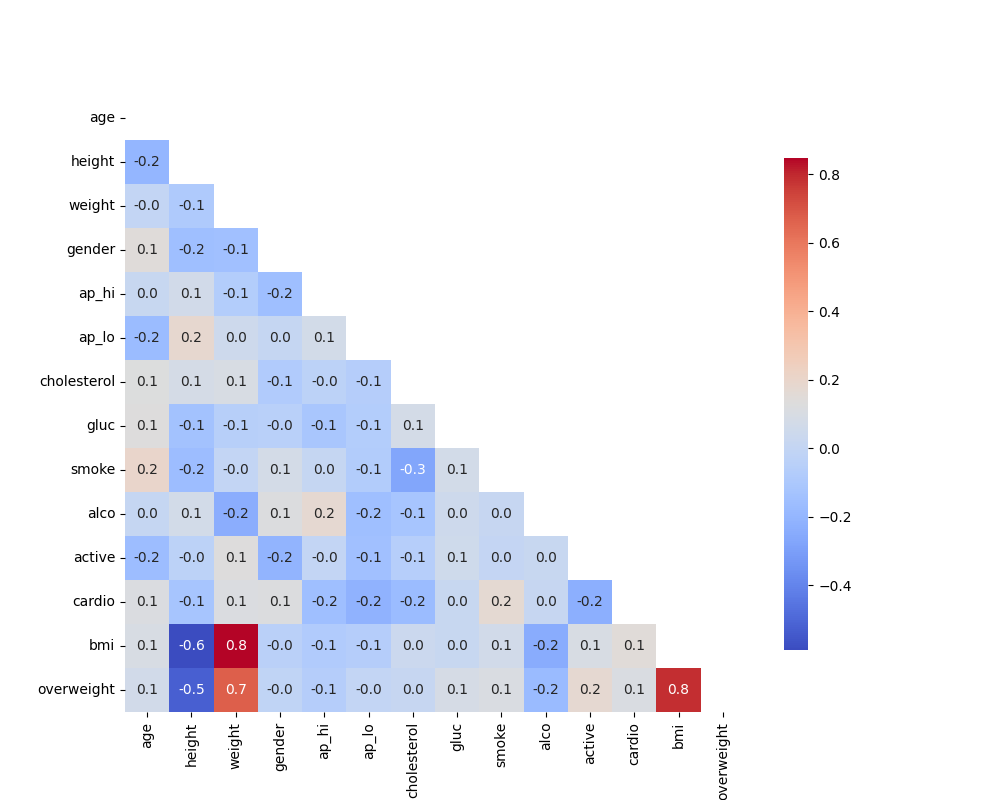 age
height -0.2
weight -0.0 -0.1
gender 0.1 -0.2 -0.1
ap_hi 0.0 0.1 -0.1 -0.2
ap_lo -0.2 0.2 0.0 0.0 0.1
cholesterol 0.1 0.1 0.1 -0.1 -0.0 -0.1
gluc 0.1 -0.1 -0.1 -0.0 -0.1 -0.1 0.1
smoke 0.2 -0.2 -0.0 0.1 0.0 -0.1 -0.3 0.1
alco 0.0 0.1 -0.2 0.1 0.2 -0.2 -0.1 0.0 0.0
active -0.2 -0.0 0.1 -0.2 -0.0 -0.1 -0.1 0.1 0.0 0.0
cardio 0.1 -0.1 0.1 0.1 -0.2 -0.2 -0.2 0.0 0.2 0.0 -0.2
bmi 0.1 -0.6 0.8 -0.0 -0.1 -0.1 0.0 0.0 0.1 -0.2 0.1 0.1
overweight 0.1 -0.5 0.7 -0.0 -0.1 -0.0 0.0 0.1 0.1 -0.2 0.2 0.1 0.8
age height weight gender ap_hi ap_lo cholesterol gluc smoke alco active cardio bmi overweight
0.8
0.6
0.4
0.2
0.0
−0.2
−0.4